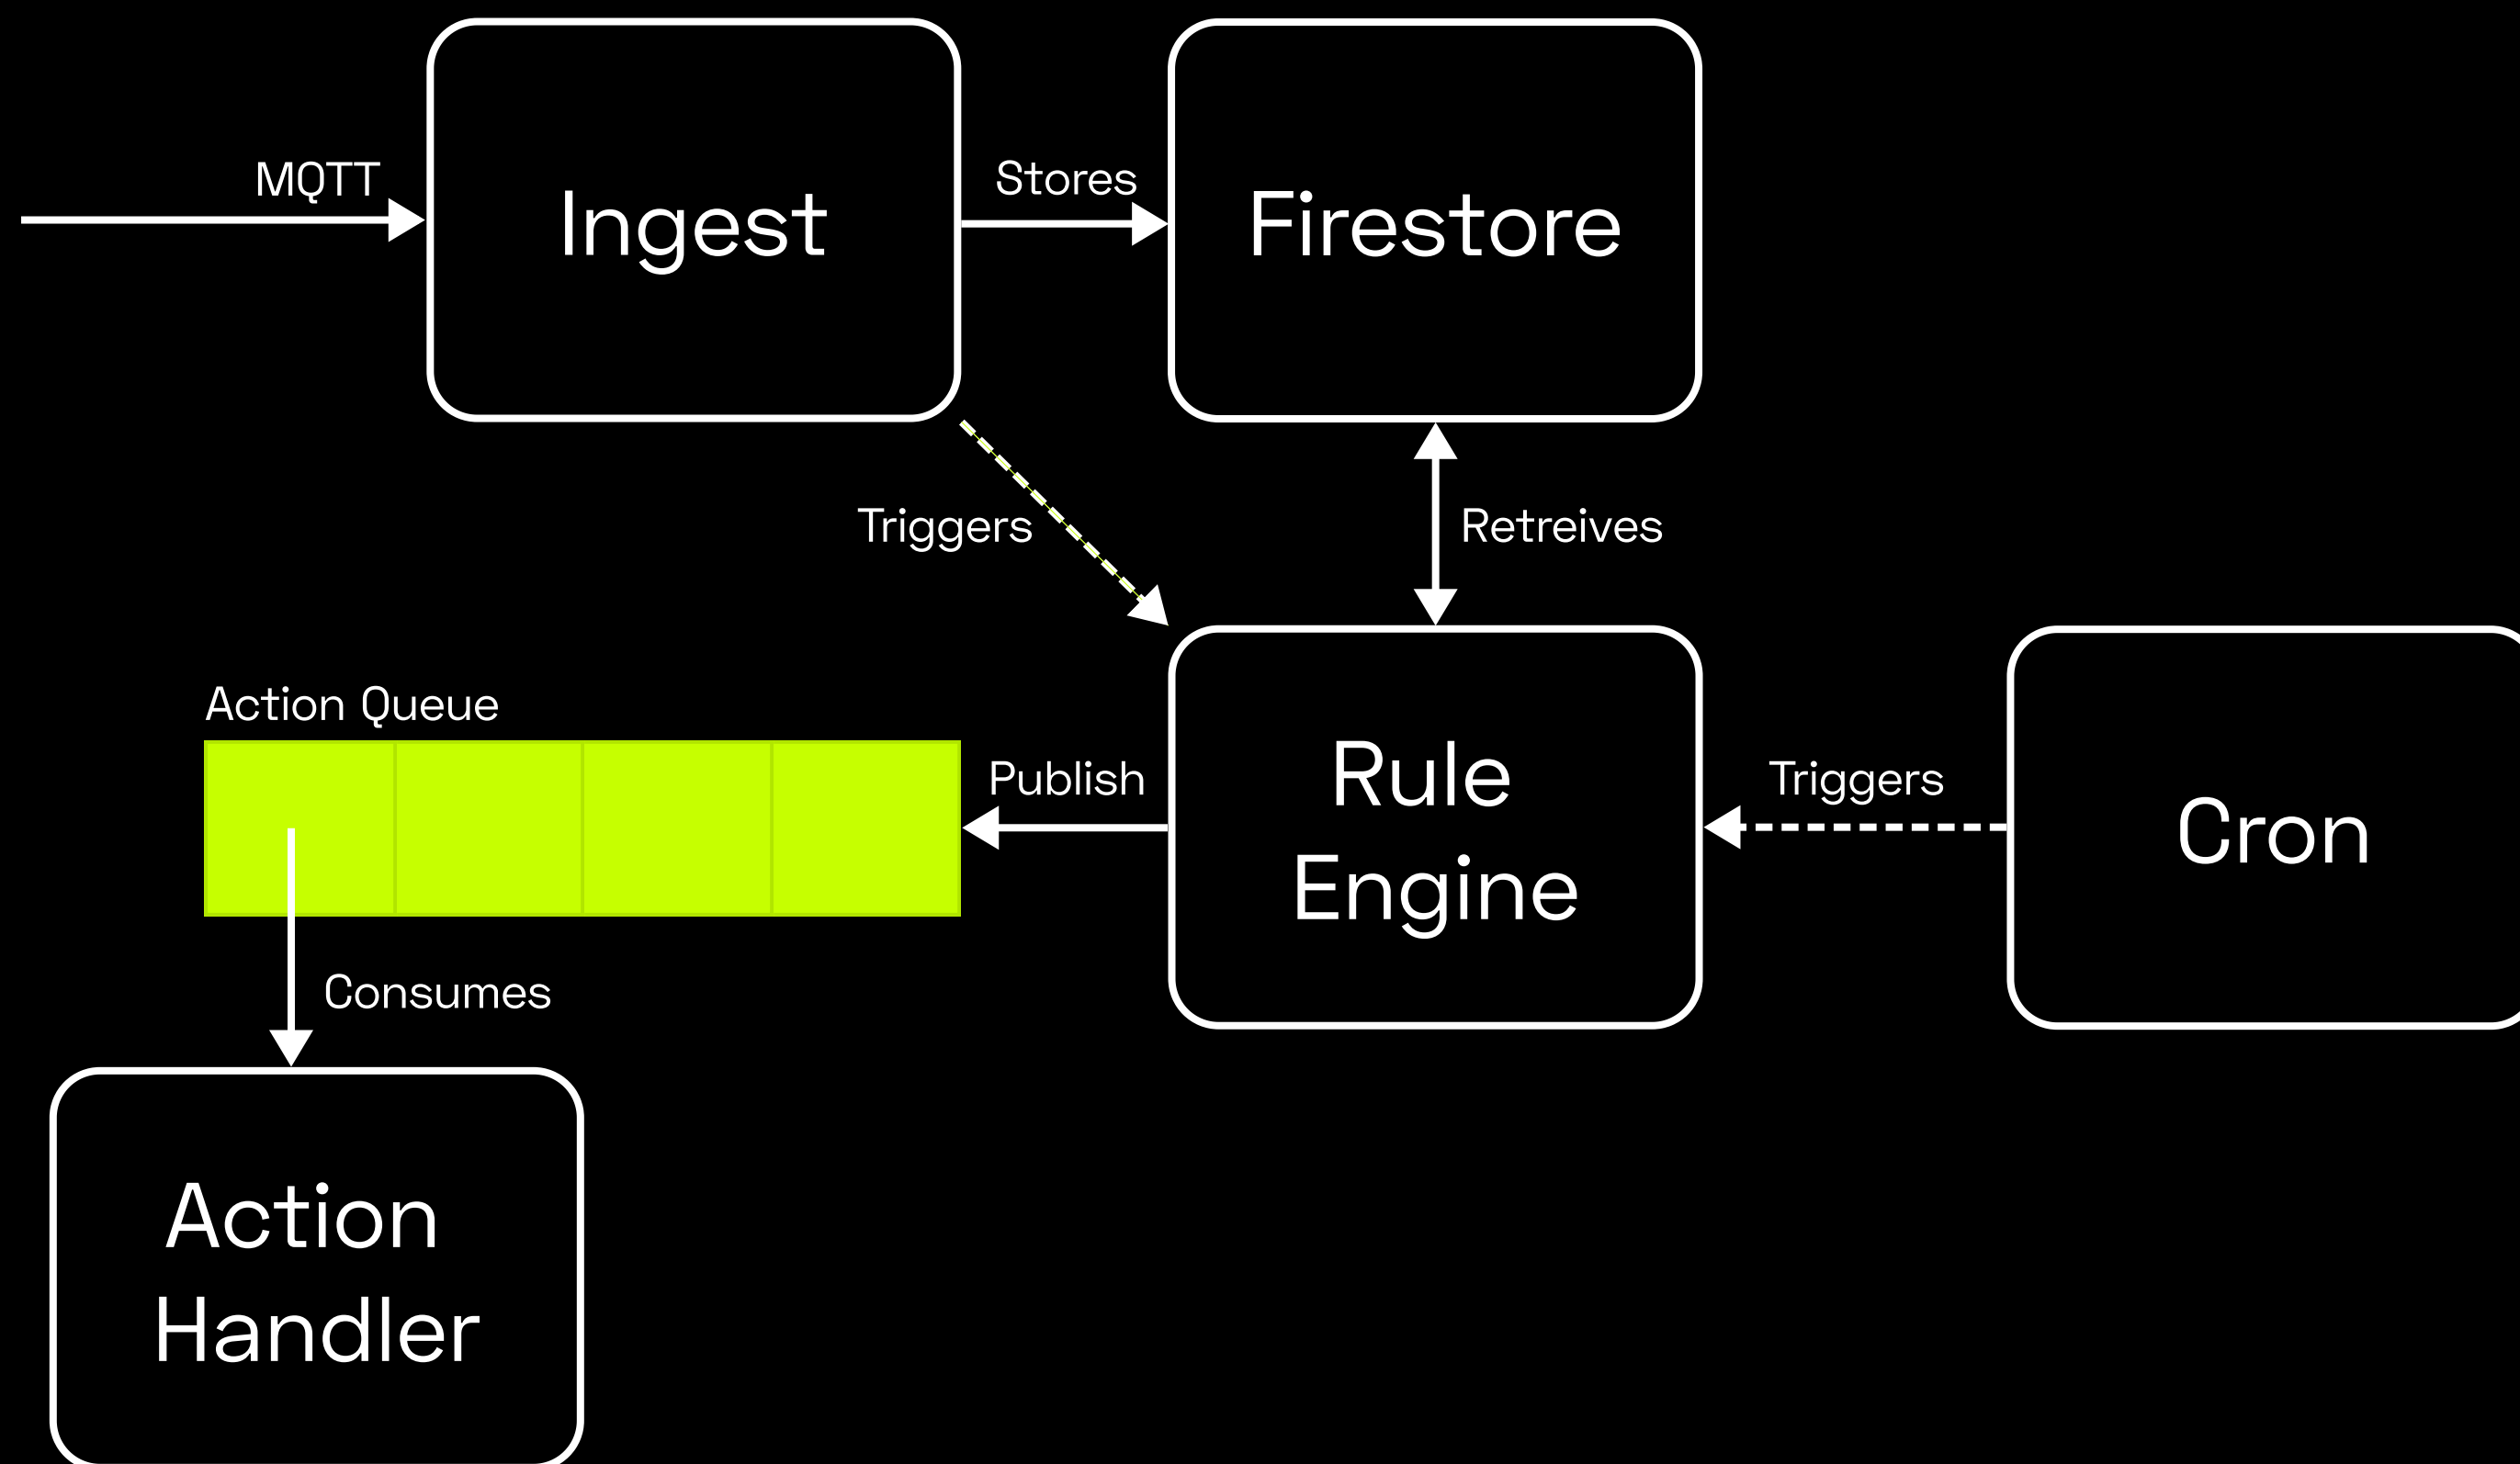 MQTT
Ingest
Stores
Firestore
Triggers
Retreives
Action Queue
Publish
Rule
Engine
Triggers
Cron
Consumes
Action
Handler